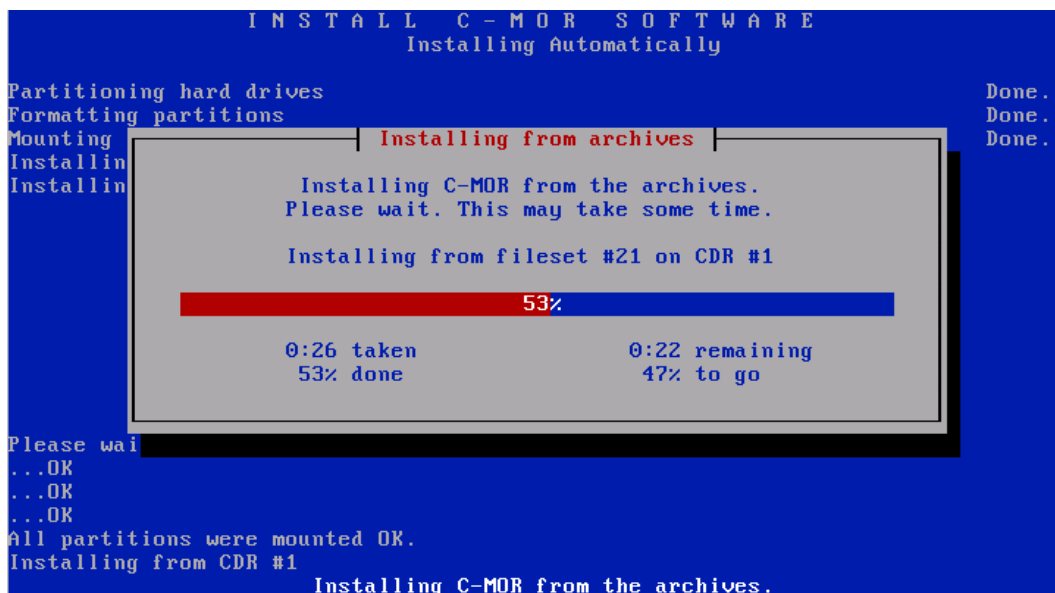 INSTALL C-MOR SOFTWARE
Installing Automatically
Partitioning hard drives Done.
Formatting partitions Done.
Mounting Done.
Installin
Installin
Installing from archives
Installing C-MOR from the archives.
Please wait. This may take some time.
Installing from fileset #21 on CDR #1
53%
0:26 taken 0:22 remaining
53% done 47% to go
Please wai
...OK
...OK
...OK
All partitions were mounted OK.
Installing from CDR #1
Installing C-MOR from the archives.